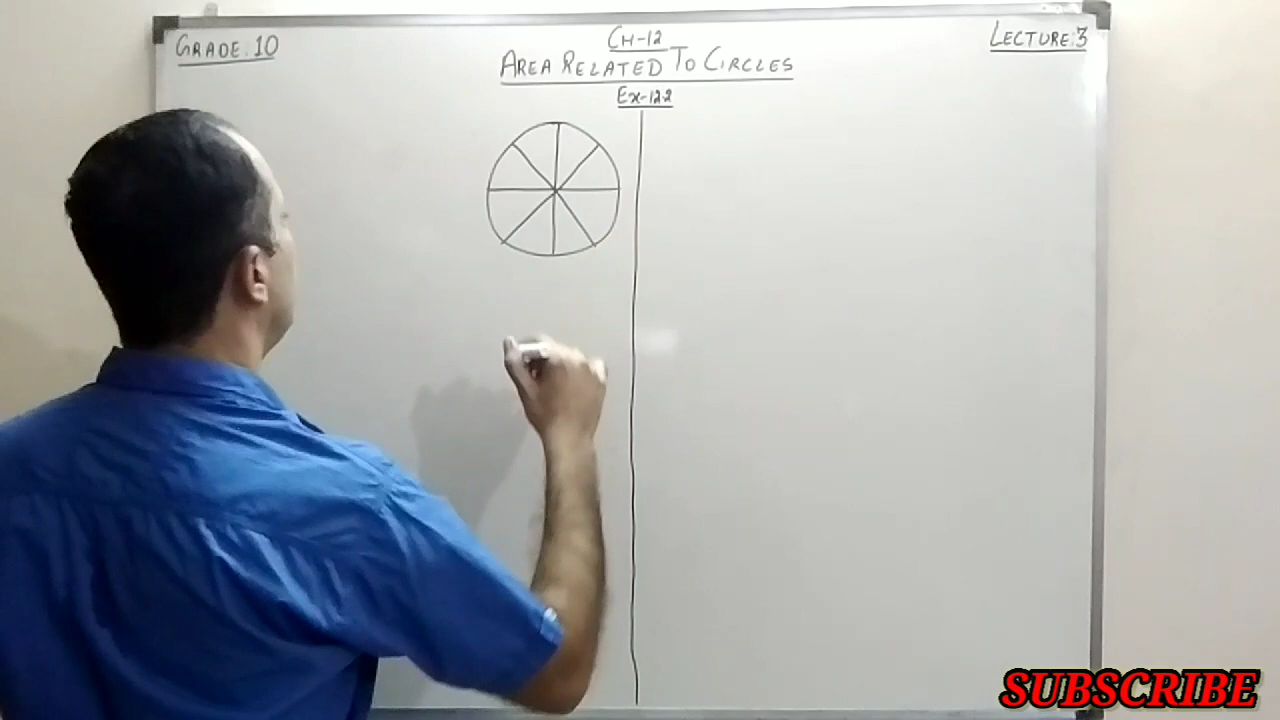 GRADE:10
CH-12
LECTURE:3
AREA RELATED TO CIRCLES
Ex-12.2
SUBSCRIBE